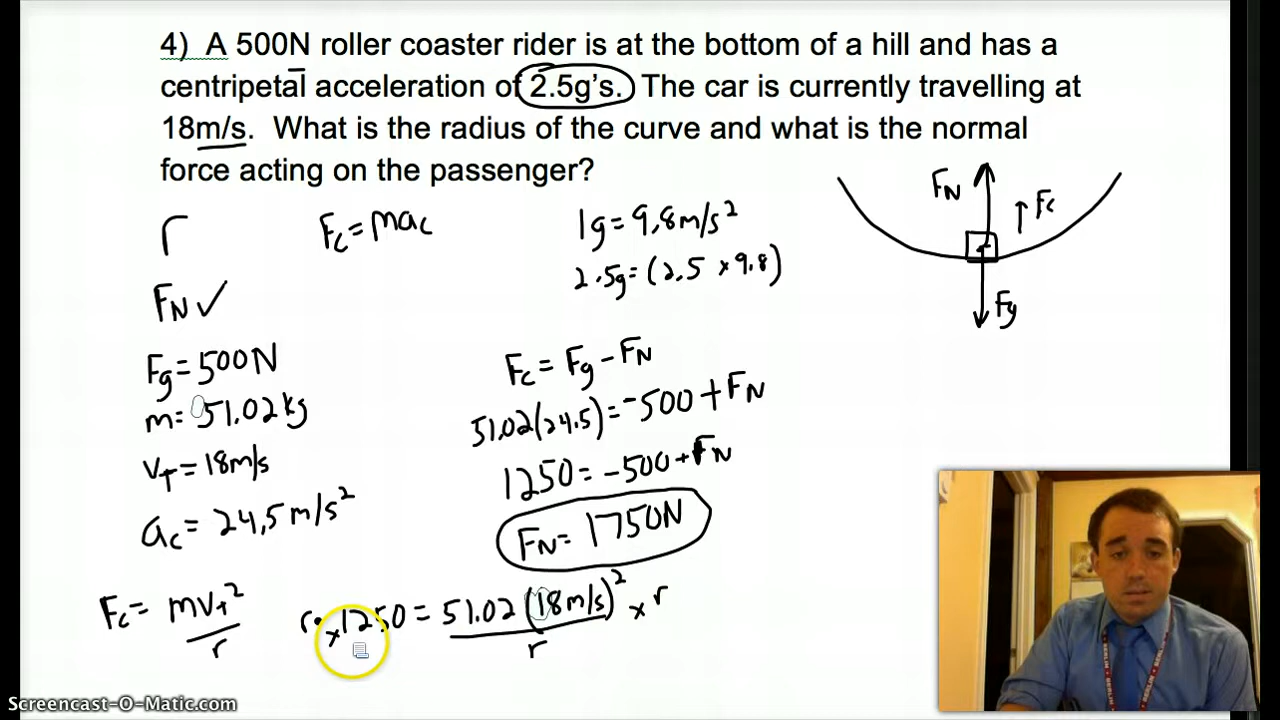 4) A 500N roller coaster rider is at the bottom of a hill and has a
centripetal acceleration of 2.5g's. The car is currently travelling at
18m/s. What is the radius of the curve and what is the normal
force acting on the passenger?
r
Fc = mac
1g = 9.8m/s²
2.5g = (2.5 x 9.8)
FN
Fc
Fg
FN ✓
Fg = 500N
m = 51.02kg
vT = 18m/s
ac = 24.5m/s²
Fc = Fg - FN
51.02(24.5) = -500 + FN
1250 = -500 + FN
FN = 1750N
Fc = mvT²/r
r · x 1250 = 51.02(18m/s)²/r x r
BERLIN
Screencast-O-Matic.com